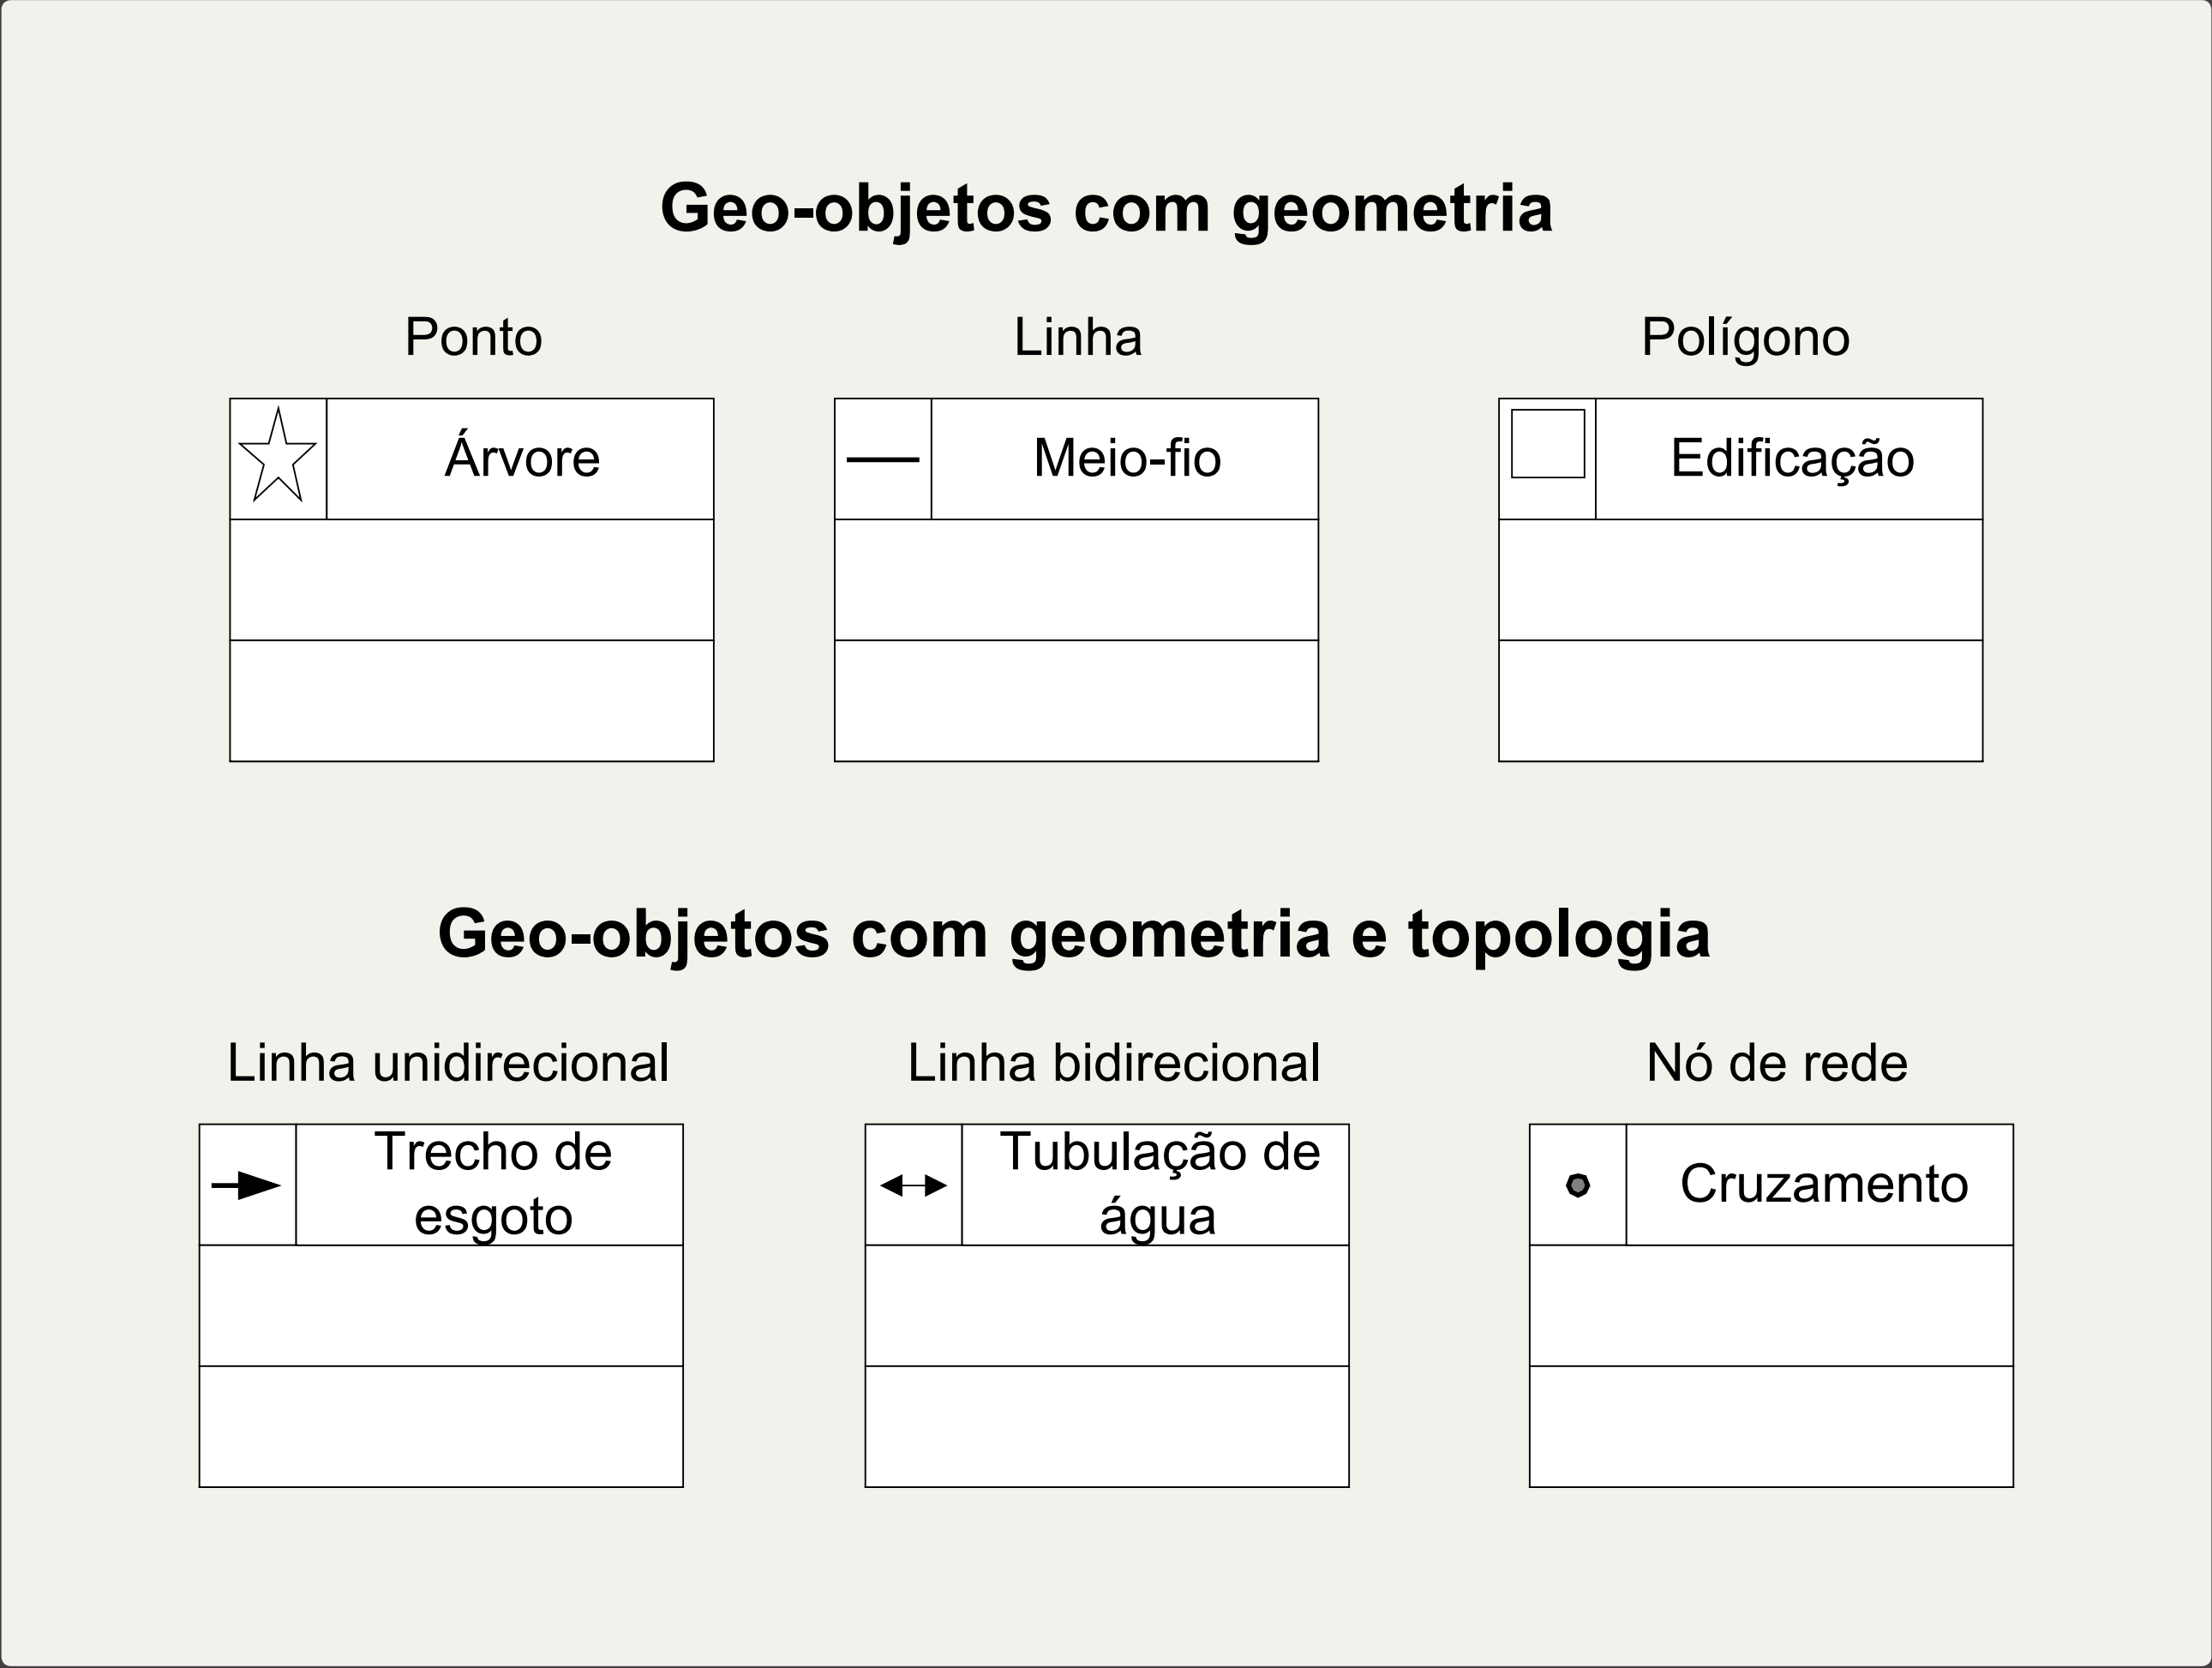 Geo-objetos com geometria
Ponto
Linha
Polígono
Árvore
Meio-fio
Edificação
Geo-objetos com geometria e topologia
Linha unidirecional
Linha bidirecional
Nó de rede
Trecho de
esgoto
Tubulação de
água
Cruzamento